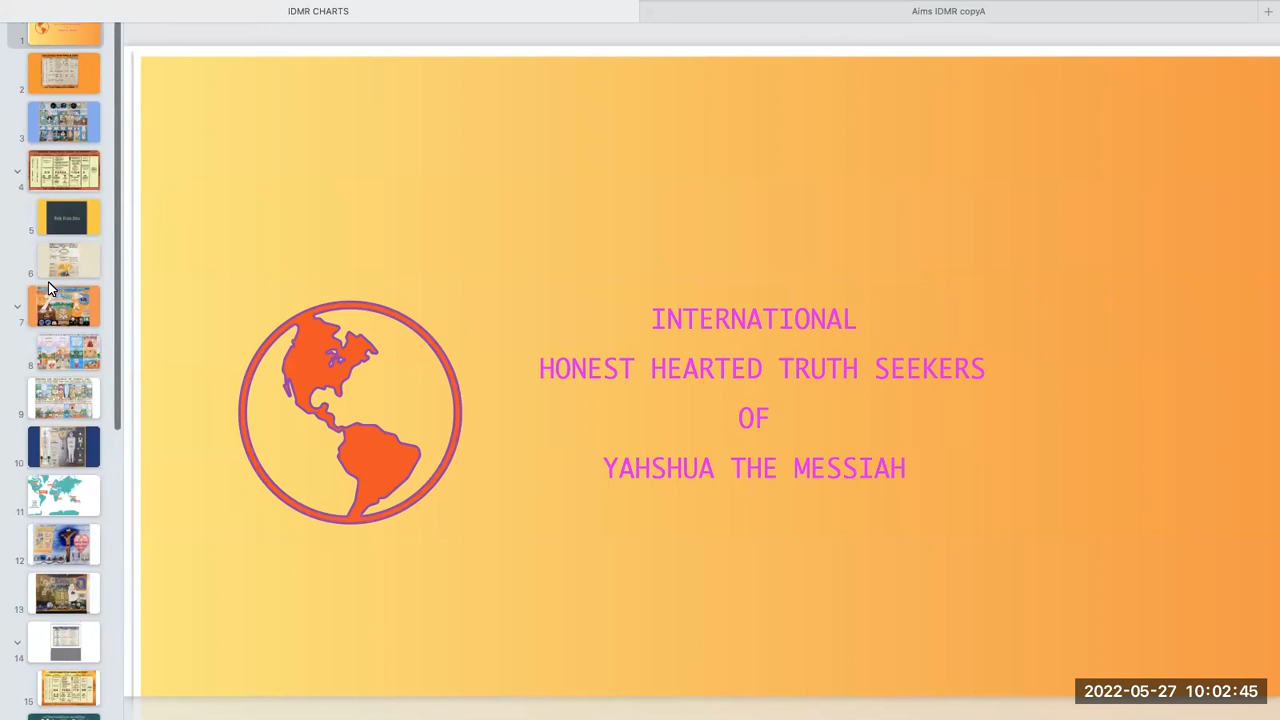 IDMR CHARTS
Aims IDMR copyA
1
2
3
4
5
6
7
8
9
10
11
12
13
14
15
INTERNATIONAL
HONEST HEARTED TRUTH SEEKERS
OF
YAHSHUA THE MESSIAH
2022-05-27 10:02:45